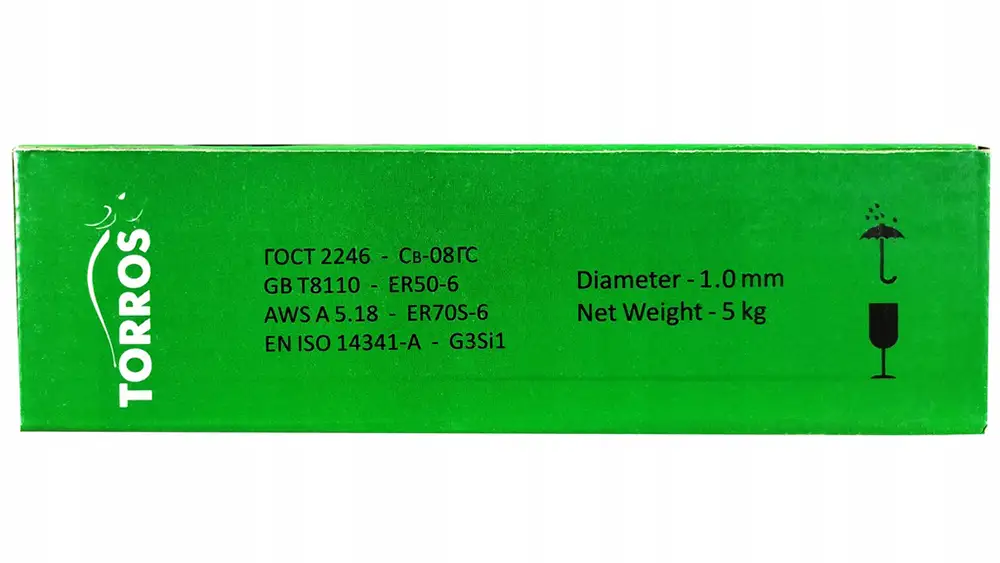 TORROS
ГОСТ 2246 - Св-08ГС
GB T8110 - ER50-6
AWS A 5.18 - ER70S-6
EN ISO 14341-A - G3Si1
Diameter - 1.0 mm
Net Weight - 5 kg